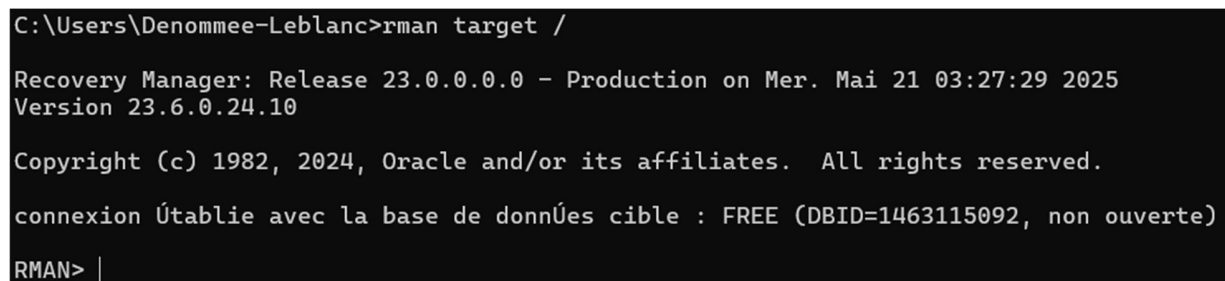 C:\Users\Denommee-Leblanc>rman target /
Recovery Manager: Release 23.0.0.0.0 - Production on Mer. Mai 21 03:27:29 2025
Version 23.6.0.24.10
Copyright (c) 1982, 2024, Oracle and/or its affiliates.  All rights reserved.
connexion Útablie avec la base de donnÚes cible : FREE (DBID=1463115092, non ouverte)
RMAN>